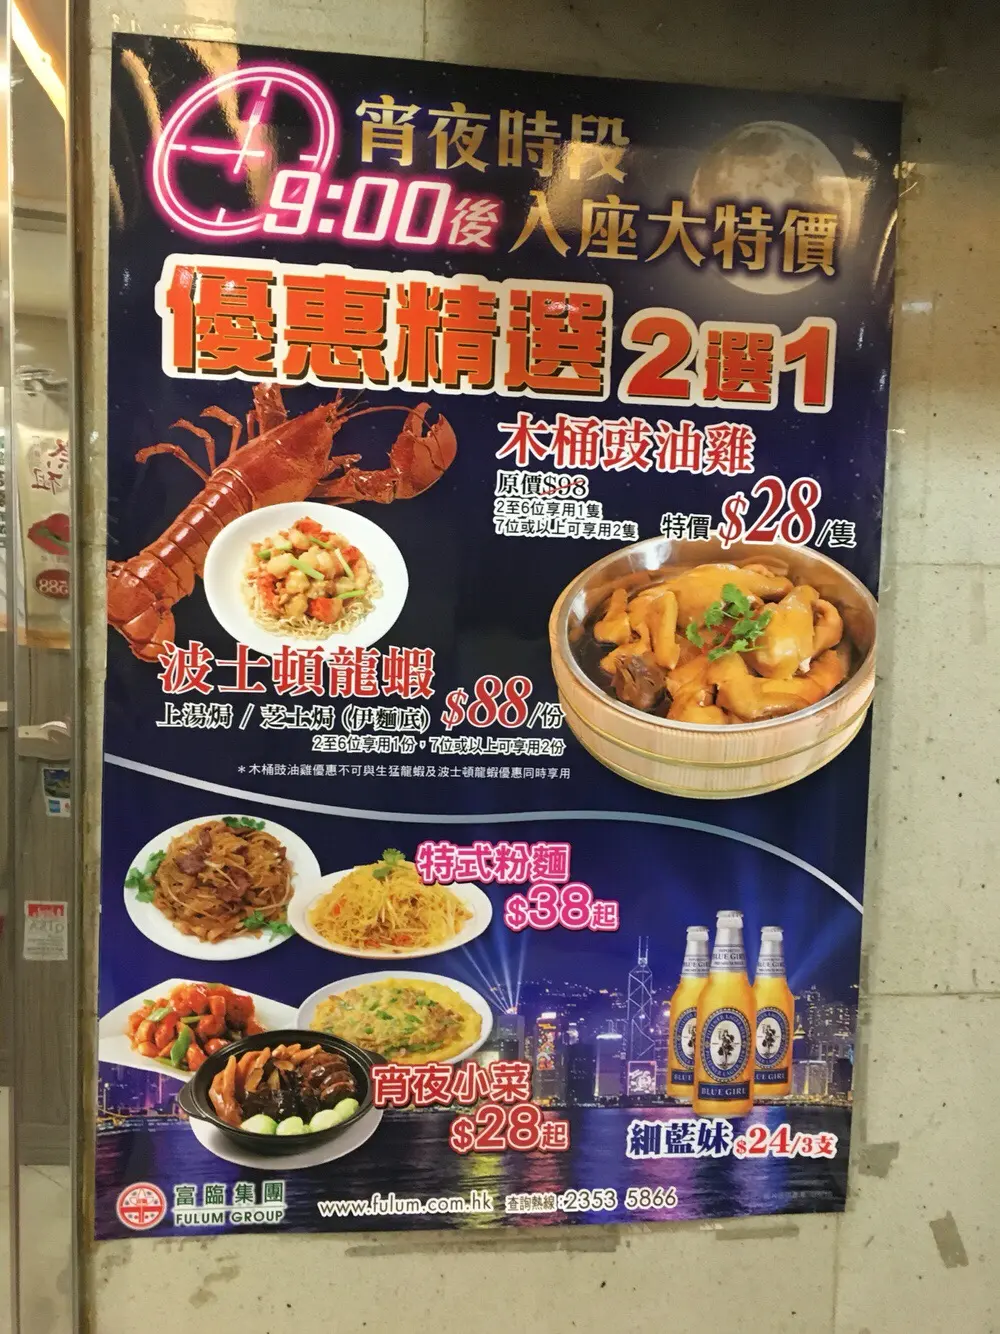 宵夜時段
9:00後 入座大特價
優惠精選 2選1
木桶豉油雞
原價$98
2至6位享用1隻
7位或以上可享用2隻
特價 $28/隻
波士頓龍蝦
上湯焗 / 芝士焗 (伊麵底) $88/份
2至6位享用1份，7位或以上可享用2份
*木桶豉油雞優惠不可與生猛龍蝦及波士頓龍蝦優惠同時享用
特式粉麵
$38起
宵夜小菜
$28起
BLUE GIRL
細藍妹 $24/3支
富臨集團
FULUM GROUP
www.fulum.com.hk 查詢熱線:2353 5866